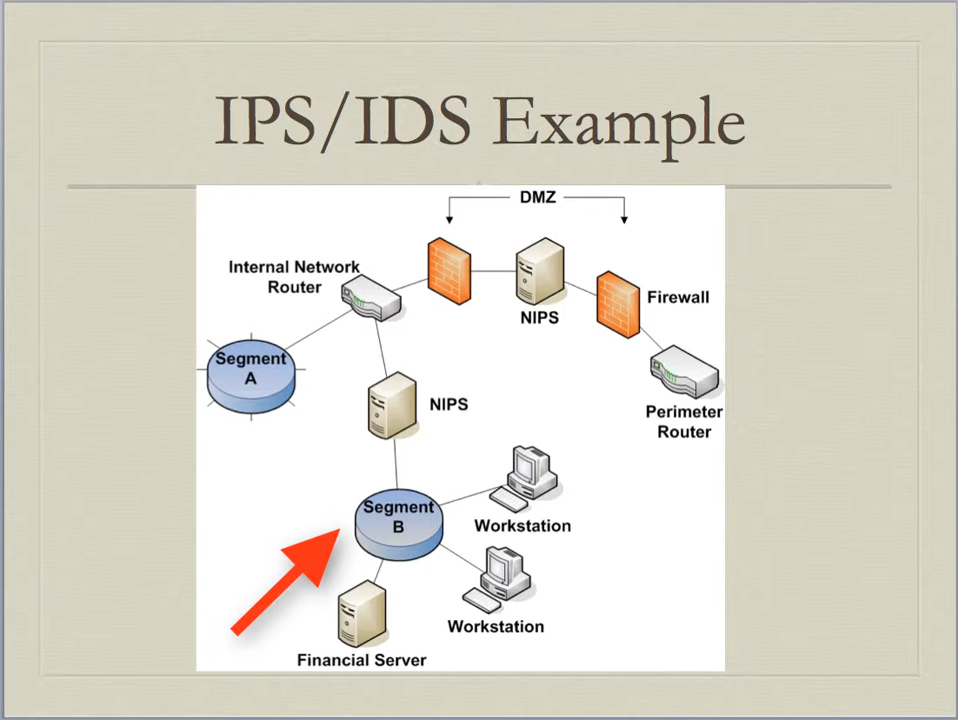 IPS/IDS Example
DMZ
Internal Network
Router
NIPS
Firewall
Segment
A
NIPS
Perimeter
Router
Segment
B
Workstation
Workstation
Financial Server